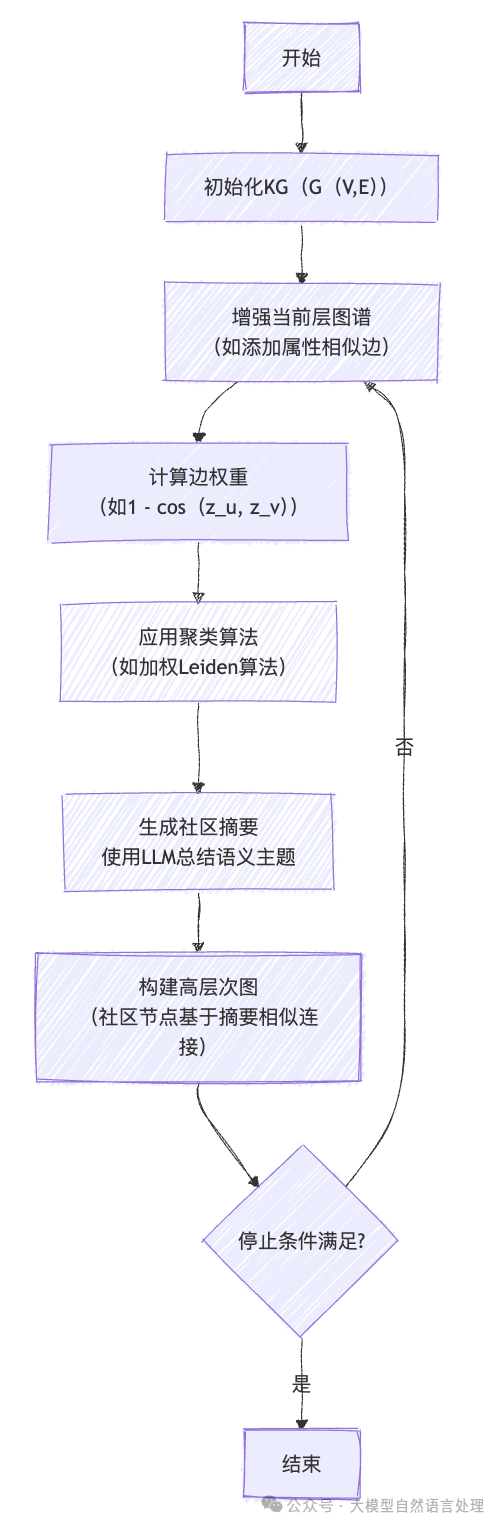 开始
初始化KG（G（V,E））
增强当前层图谱
（如添加属性相似边）
计算边权重
（如1 - cos（z_u, z_v））
应用聚类算法
（如加权Leiden算法）
否
生成社区摘要
使用LLM总结语义主题
构建高层次图
（社区节点基于摘要相似连
接）
停止条件满足?
是
结束
公众号 · 大模型自然语言处理